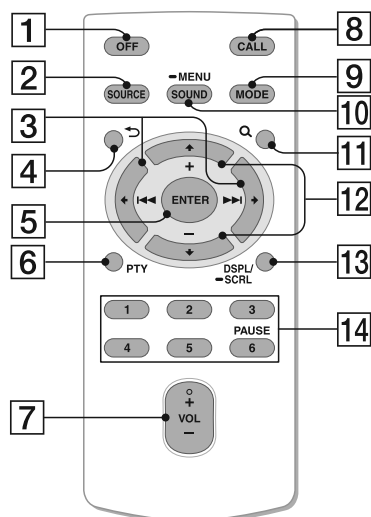 1 OFF CALL 8
2 SOURCE
MENU
SOUND MODE 9
10
3
4 11
+
5 ENTER 12
−
6 PTY DSPL/
SCRL 13
1 2 3
PAUSE 14
4 5 6
7 +
VOL
−